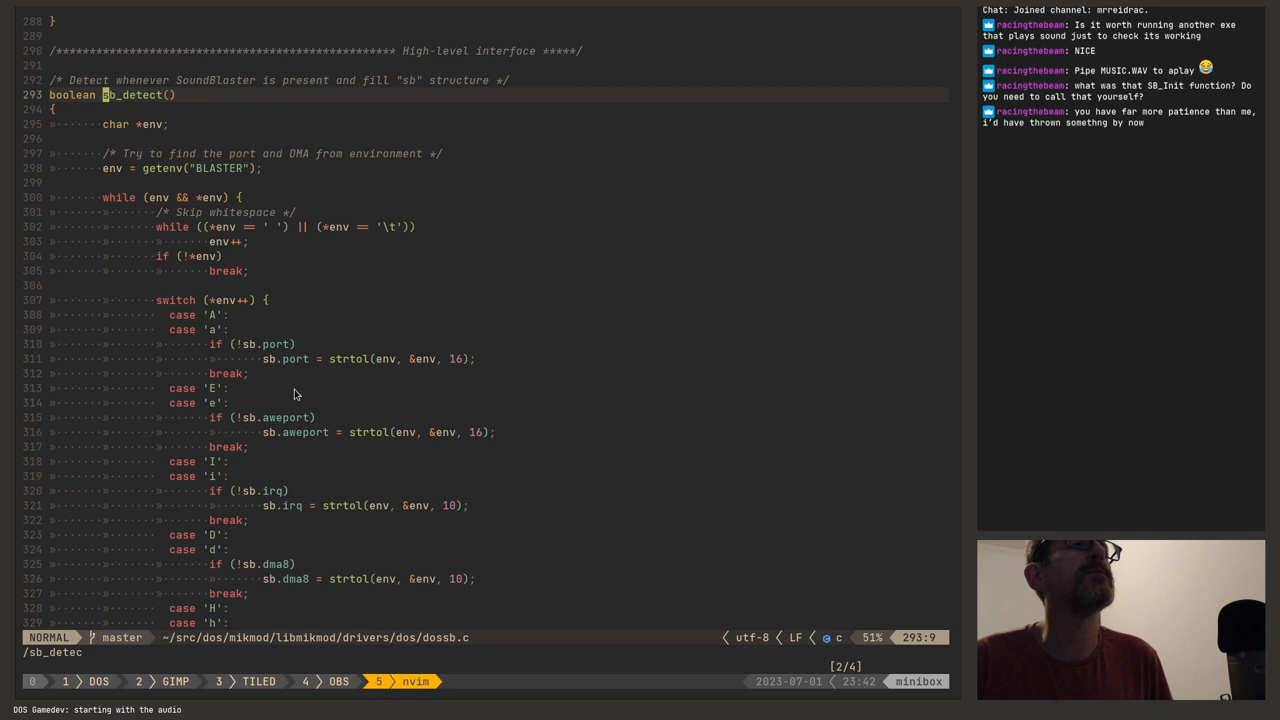 288 }
289
290 /*************************************************** High-level interface *****/
291
292 /* Detect whenever SoundBlaster is present and fill "sb" structure */
293 boolean sb_detect()
294 {
295 char *env;
296
297 /* Try to find the port and DMA from environment */
298 env = getenv("BLASTER");
299
300 while (env && *env) {
301 /* Skip whitespace */
302 while ((*env == ' ') || (*env == '\t'))
303 env++;
304 if (!*env)
305 break;
306
307 switch (*env++) {
308 case 'A':
309 case 'a':
310 if (!sb.port)
311 sb.port = strtol(env, &env, 16);
312 break;
313 case 'E':
314 case 'e':
315 if (!sb.aweport)
316 sb.aweport = strtol(env, &env, 16);
317 break;
318 case 'I':
319 case 'i':
320 if (!sb.irq)
321 sb.irq = strtol(env, &env, 10);
322 break;
323 case 'D':
324 case 'd':
325 if (!sb.dma8)
326 sb.dma8 = strtol(env, &env, 10);
327 break;
328 case 'H':
329 case 'h':
NORMAL master ~/src/dos/mikmod/libmikmod/drivers/dos/dossb.c utf-8 LF c 51% 293:9
/sb_detec
[2/4]
0 1 DOS 2 GIMP 3 TILED 4 OBS 5 nvim 2023-07-01 23:42 minibox
DOS Gamedev: starting with the audio
Chat: Joined channel: mrreidrac.
racingthebeam: Is it worth running another exe
that plays sound just to check its working
racingthebeam: NICE
racingthebeam: Pipe MUSIC.WAV to aplay 😂
racingthebeam: what was that SB_Init function? Do
you need to call that yourself?
racingthebeam: you have far more patience than me,
i'd have thrown somethng by now